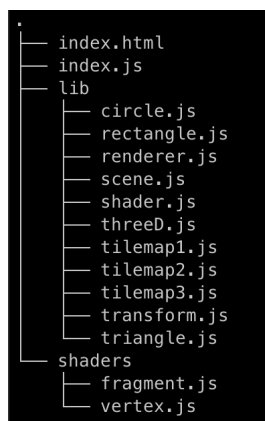 .
├── index.html
├── index.js
├── lib
│   ├── circle.js
│   ├── rectangle.js
│   ├── renderer.js
│   ├── scene.js
│   ├── shader.js
│   ├── threeD.js
│   ├── tilemap1.js
│   ├── tilemap2.js
│   ├── tilemap3.js
│   ├── transform.js
│   └── triangle.js
└── shaders
    ├── fragment.js
    └── vertex.js